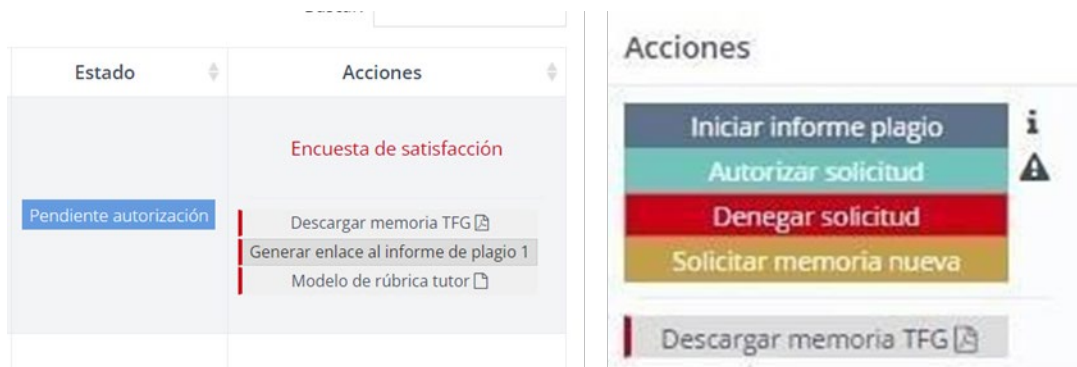 Estado
Acciones
Encuesta de satisfacción
Pendiente autorización
Descargar memoria TFG
Generar enlace al informe de plagio 1
Modelo de rúbrica tutor
Acciones
Iniciar informe plagio
Autorizar solicitud
Denegar solicitud
Solicitar memoria nueva
Descargar memoria TFG